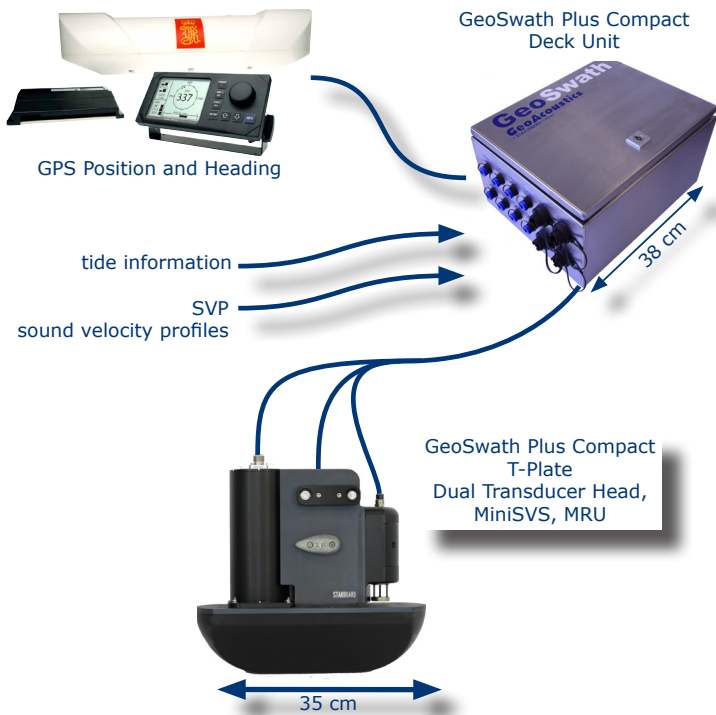 GeoSwath Plus Compact
Deck Unit
337
GeoSwath
GeoAcoustics
GPS Position and Heading
38 cm
tide information
SVP
sound velocity profiles
GeoSwath Plus Compact
T-Plate
Dual Transducer Head,
MiniSVS, MRU
STARBOARD
35 cm